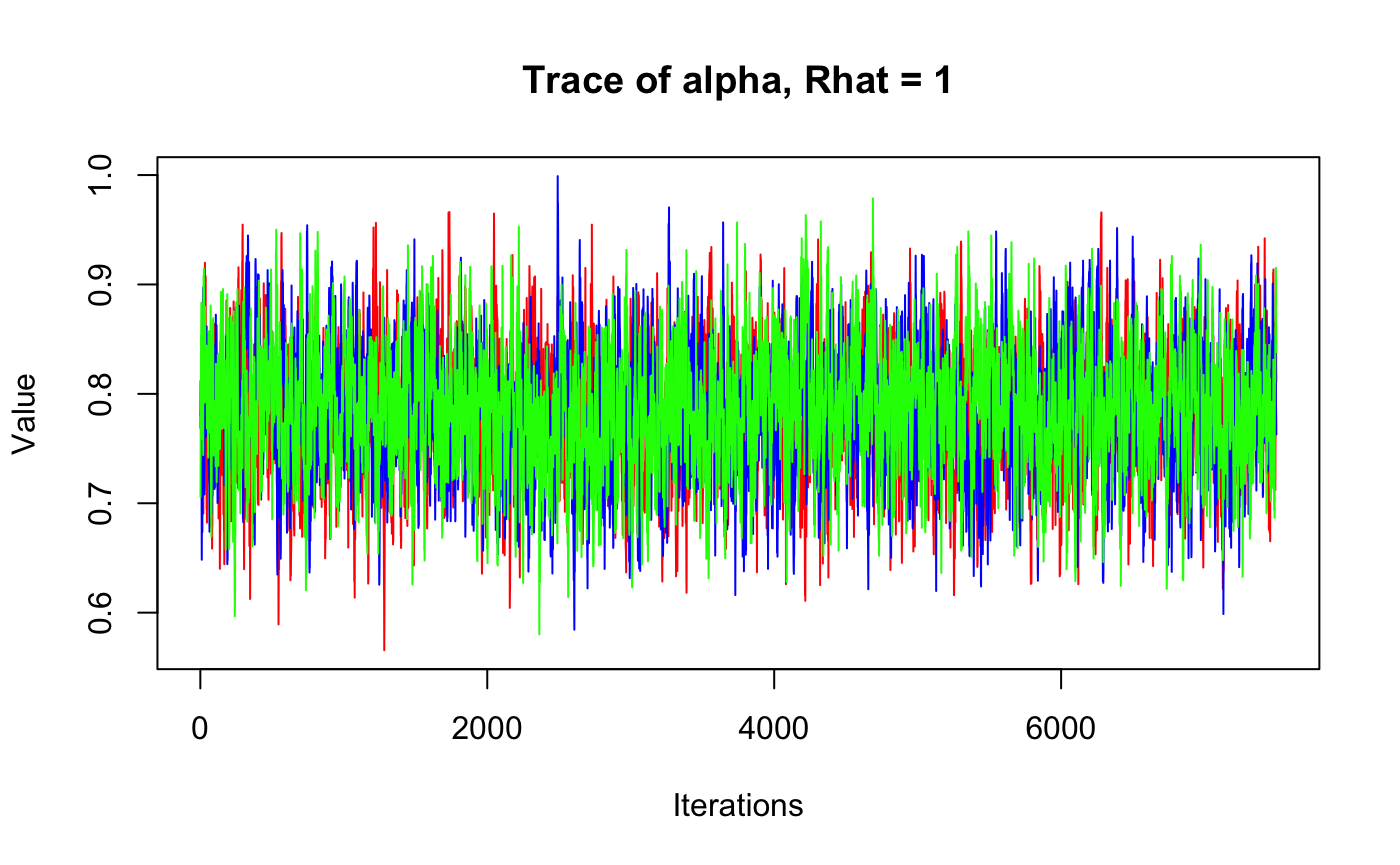 Trace of alpha, Rhat = 1
Value
1.0
0.9
0.8
0.7
0.6
0 2000 4000 6000
Iterations